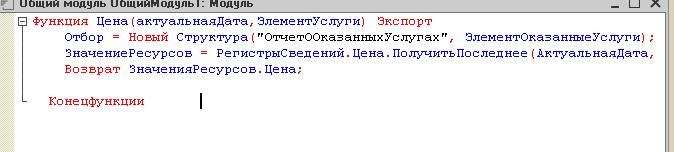 Общий модуль ОбщийМодуль1: Модуль
Функция Цена(актуальнаяДата,ЭлементУслуги) Экспорт
Отбор = Новый Структура("ОтчетООказанныхУслугах", ЭлементОказанныеУслуги);
ЗначениеРесурсов = РегистрыСведений.Цена.ПолучитьПоследнее(АктуальнаяДата,
Возврат ЗначенияРесурсов.Цена;
Конецфункции